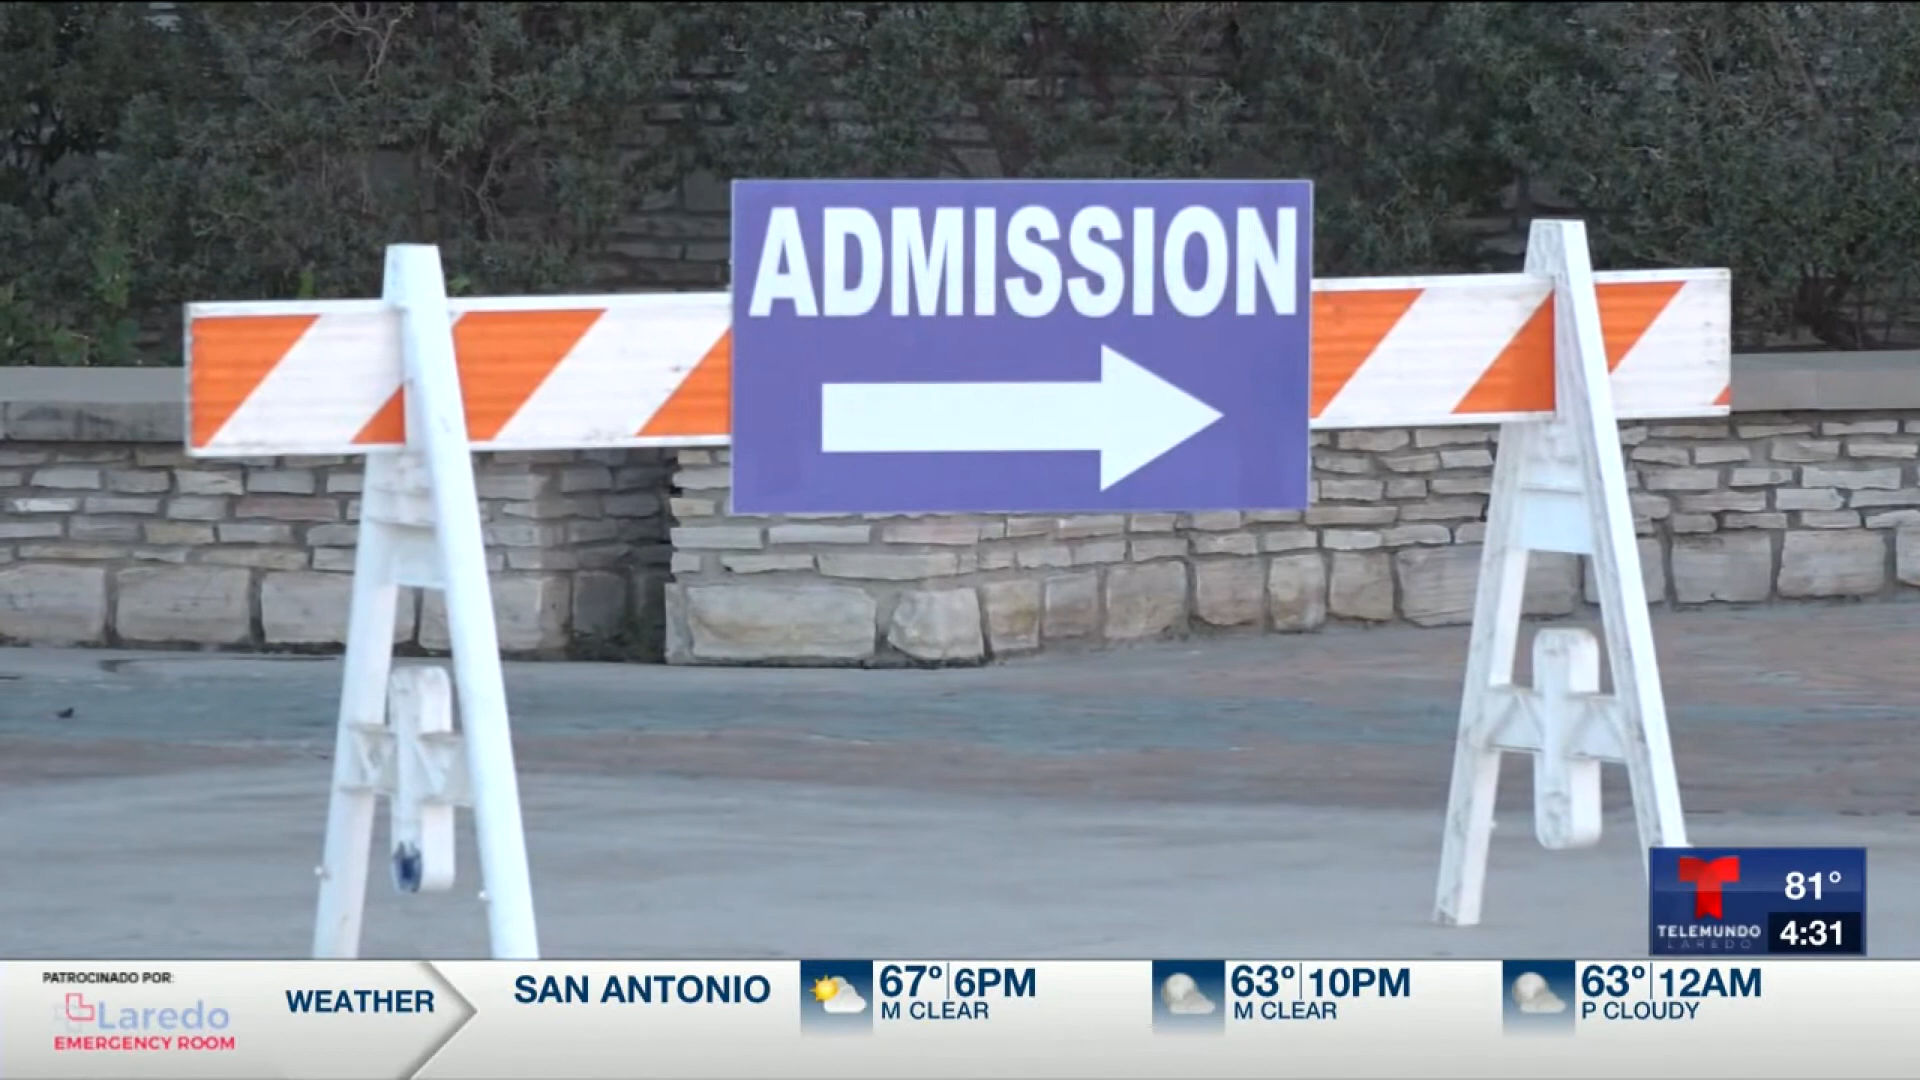 ADMISSION
81°
TELEMUNDO
LAREDO
4:31
PATROCINADO POR:
Laredo
EMERGENCY ROOM
WEATHER
SAN ANTONIO
67° 6PM
M CLEAR
63° 10PM
M CLEAR
63° 12AM
P CLOUDY